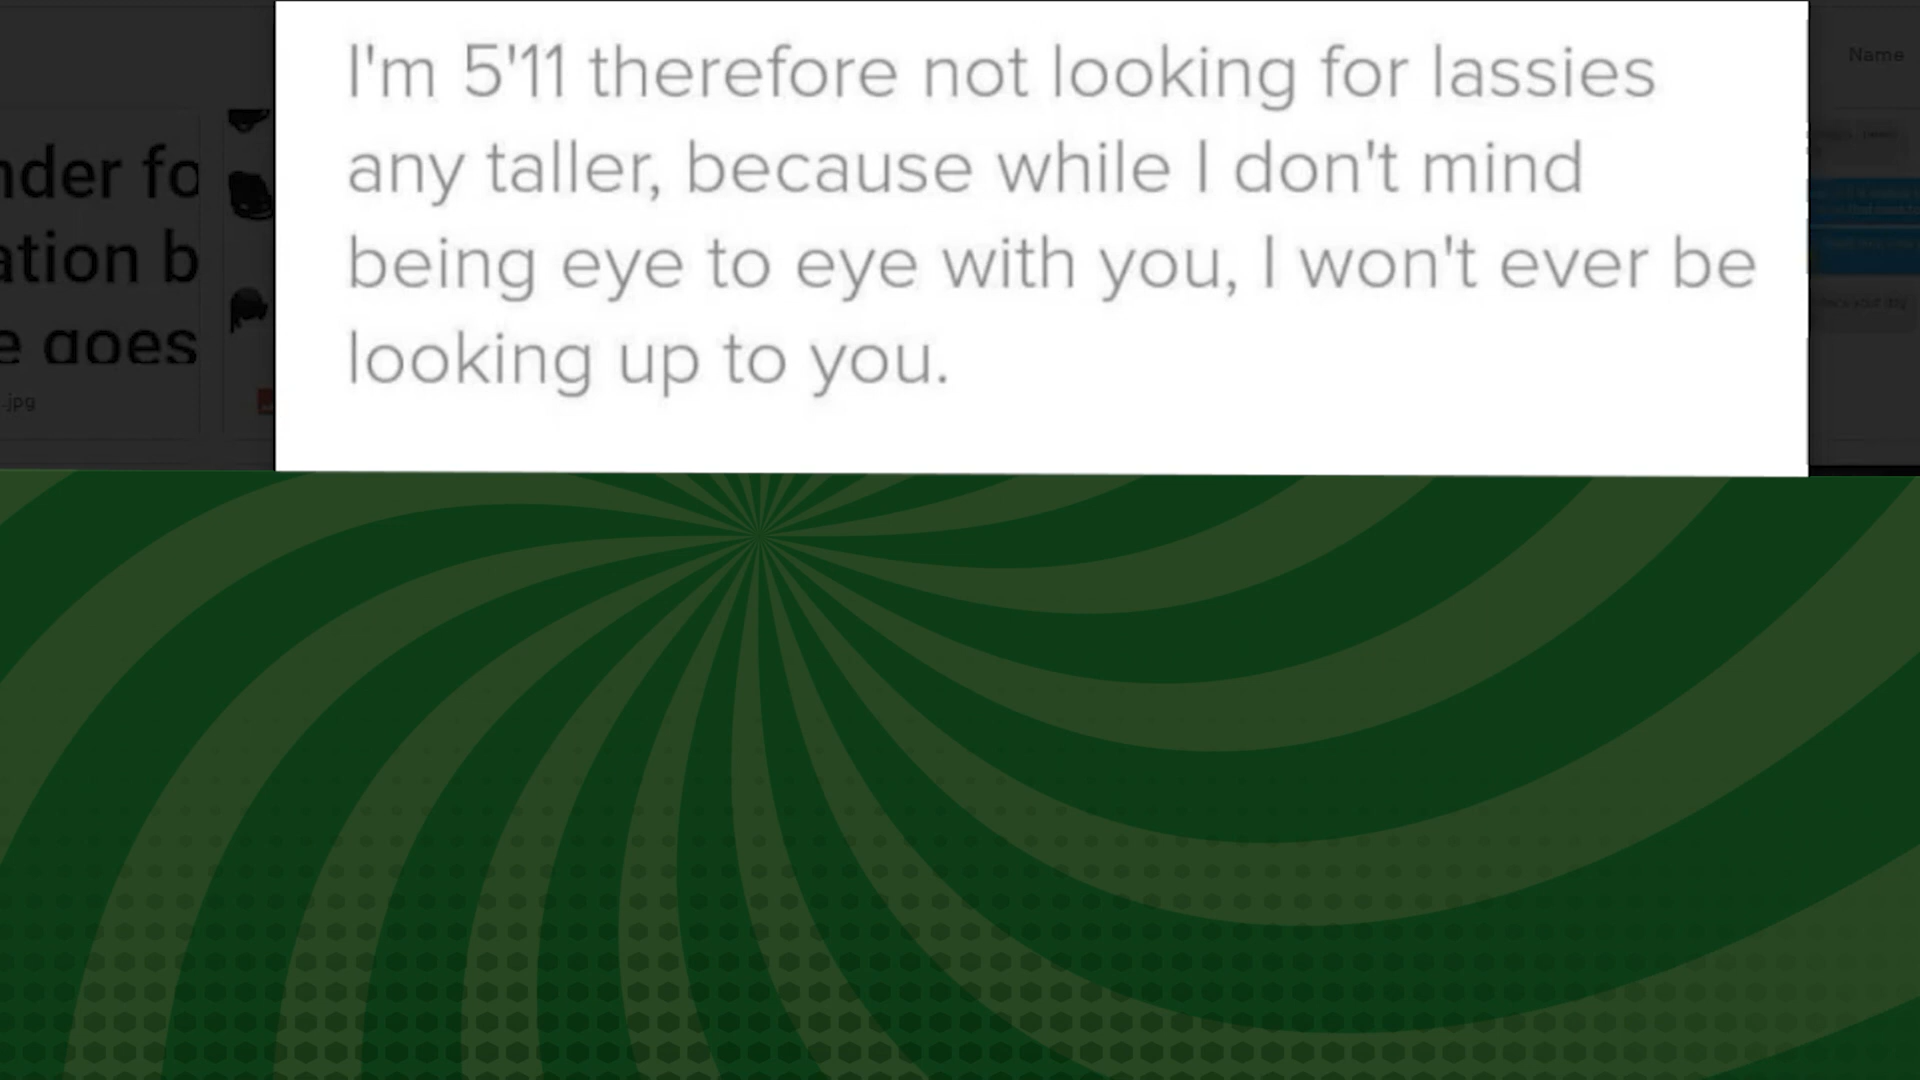 I'm 5'11 therefore not looking for lassies
any taller, because while I don't mind
being eye to eye with you, I won't ever be
looking up to you.
Name
nder fo
ation b
e goes
.jpg